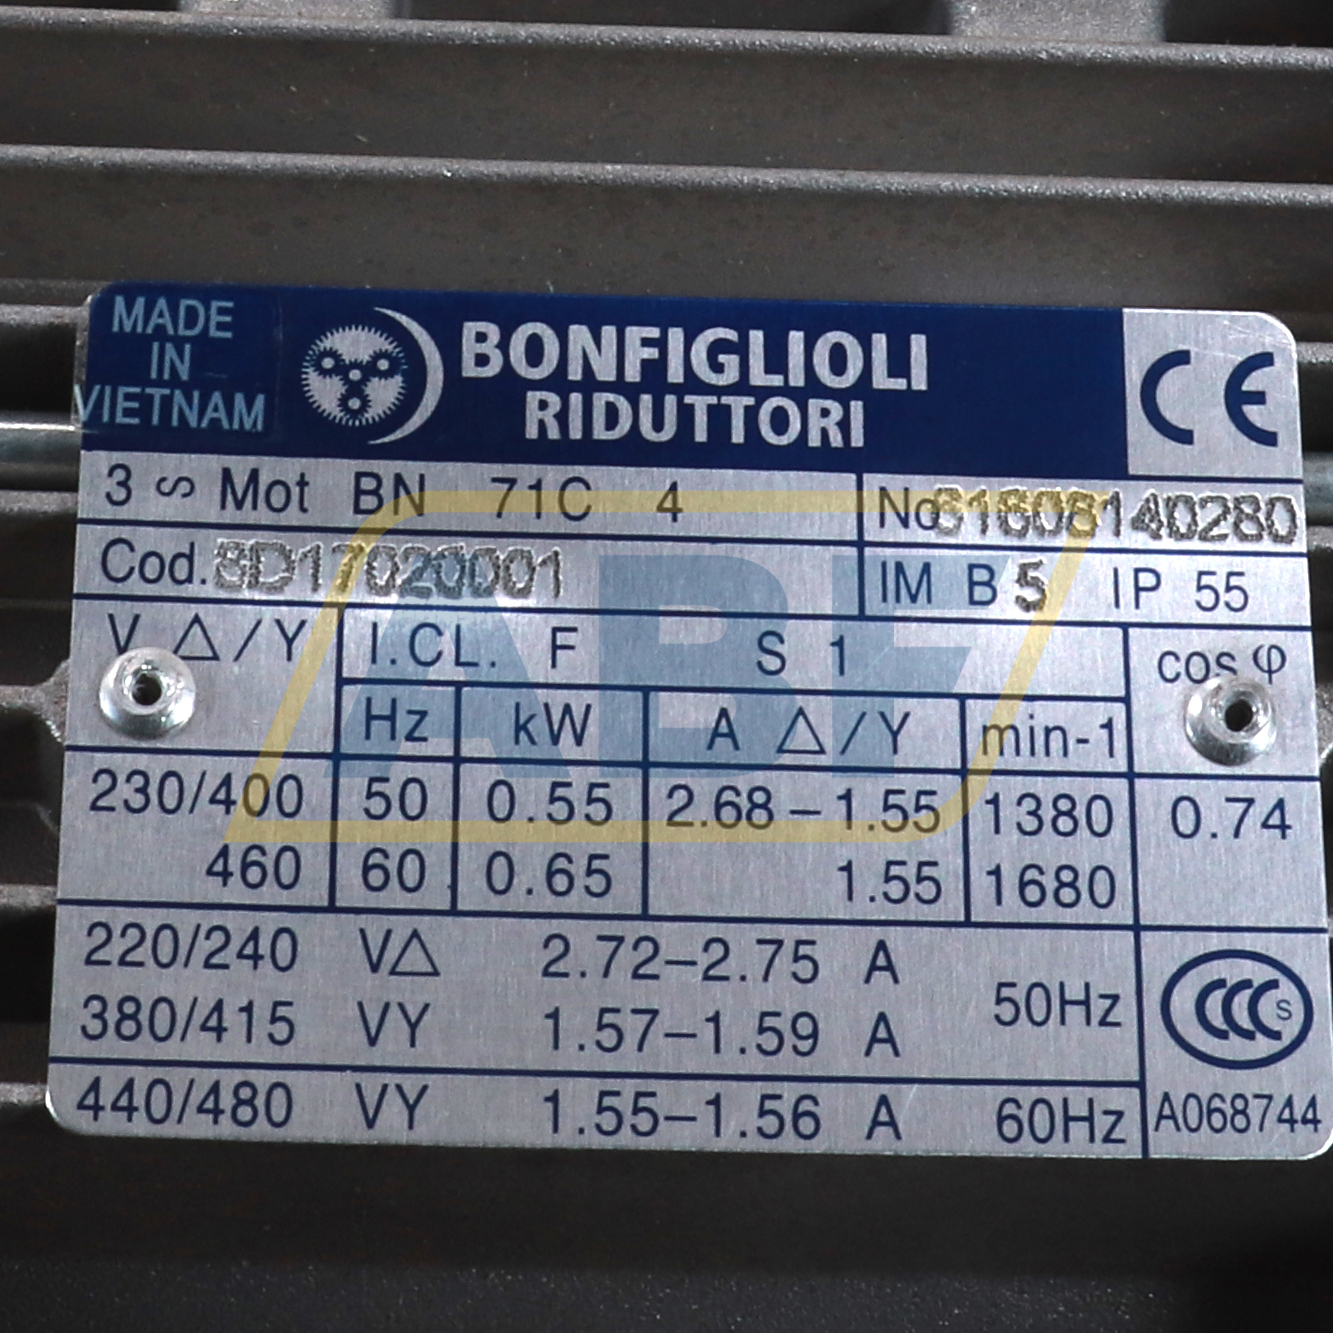 MADE
IN
VIETNAM
BONFIGLIOLI
RIDUTTORI
CE
3 ∽ Mot BN 71C 4
No 61608140280
Cod. 8D17020001
IM B 5 IP 55
V △/Y I.CL. F S 1 cos φ
Hz kW A △/Y min-1
230/400 50 0.55 2.68–1.55 1380 0.74
460 60 0.65 1.55 1680
220/240 V△ 2.72–2.75 A
380/415 VY 1.57–1.59 A
50Hz
CCC S
440/480 VY 1.55–1.56 A 60Hz
A068744
ABF